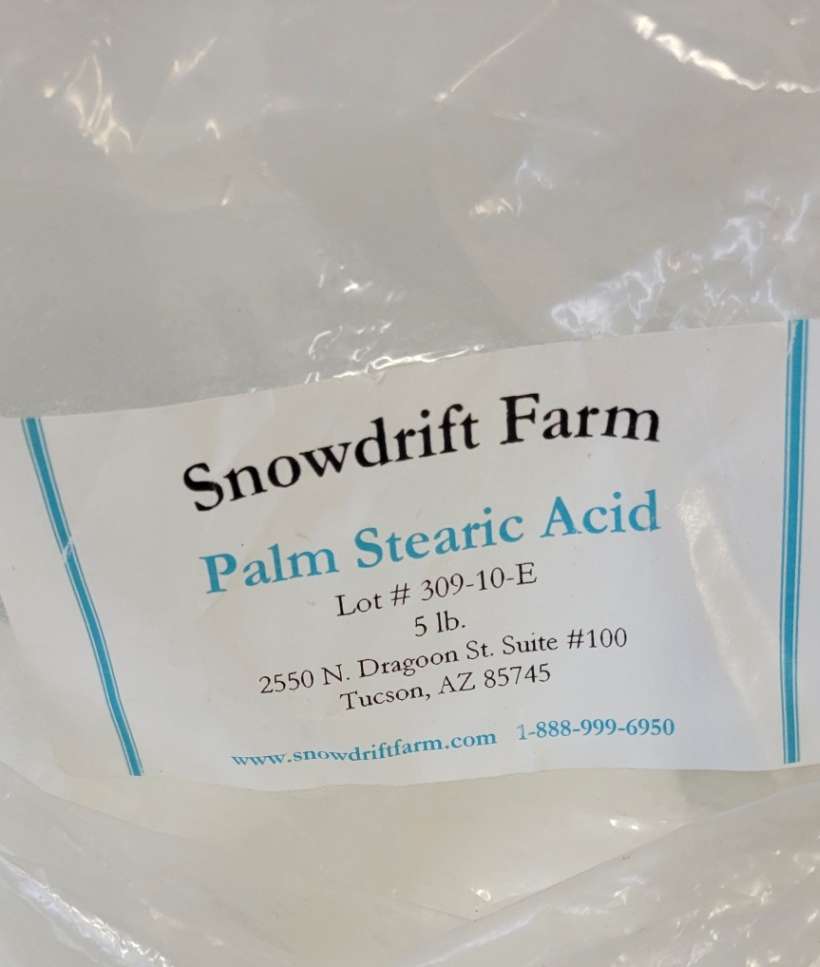 Snowdrift Farm
Palm Stearic Acid
Lot # 309-10-E
5 lb.
2550 N. Dragoon St. Suite #100
Tucson, AZ 85745
www.snowdriftfarm.com 1-888-999-6950